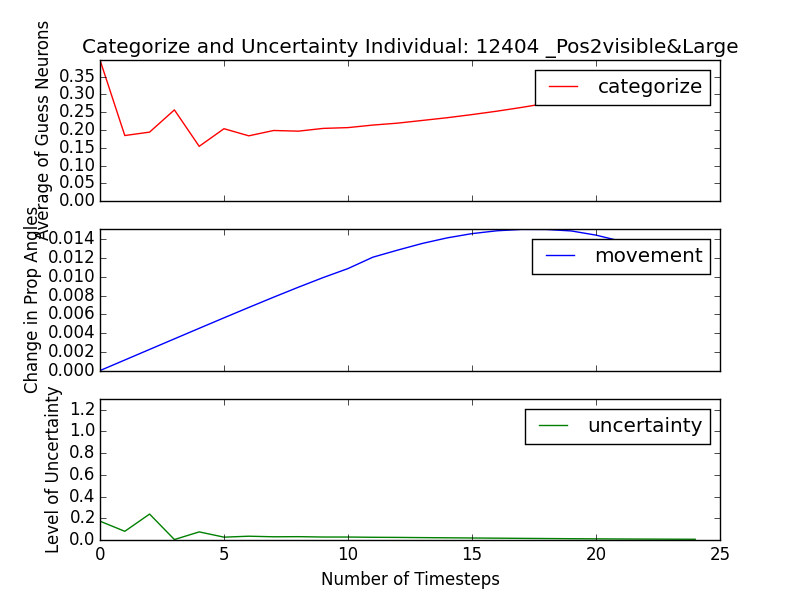 Categorize and Uncertainty Individual: 12404 _Pos2visible&Large
Average of Guess Neurons
0.35
0.30
0.25
0.20
0.15
0.10
0.05
0.00
categorize
Change in Prop Angles
0.014
0.012
0.010
0.008
0.006
0.004
0.002
0.000
movement
Level of Uncertainty
1.2
1.0
0.8
0.6
0.4
0.2
0.0
uncertainty
0 5 10 15 20 25
Number of Timesteps